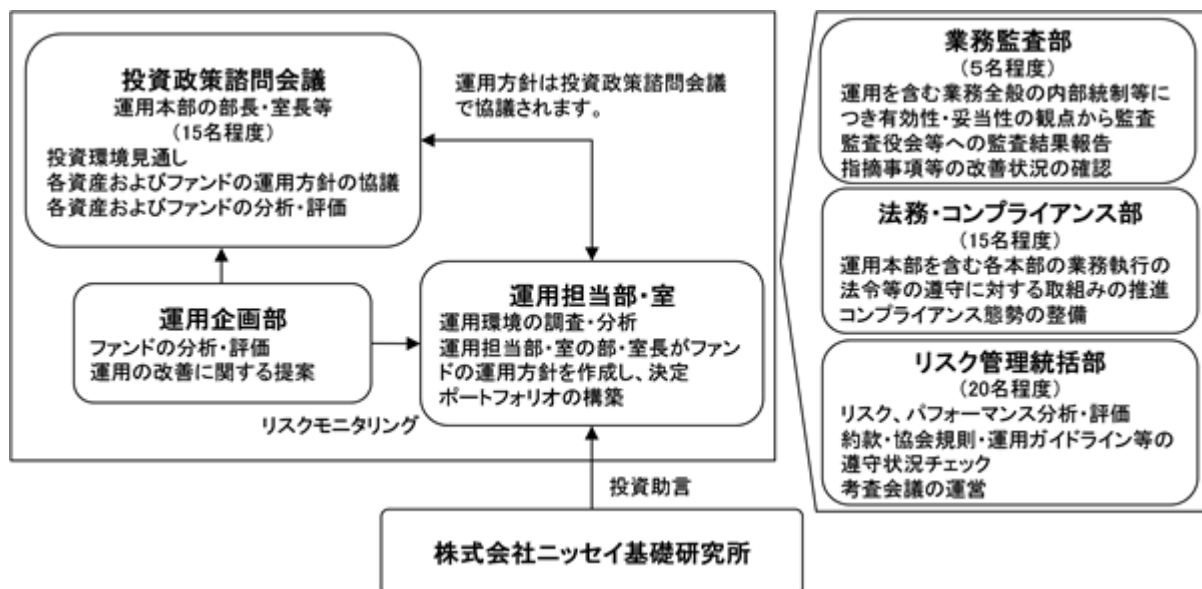 投資政策諮問会議
運用本部の部長・室長等
(15名程度)
投資環境見通し
各資産およびファンドの運用方針の協議
各資産およびファンドの分析・評価
運用方針は投資政策諮問会議
で協議されます。
運用企画部
ファンドの分析・評価
運用の改善に関する提案
リスクモニタリング
運用担当部・室
運用環境の調査・分析
運用担当部・室の部・室長がファン
ドの運用方針を作成し、決定
ポートフォリオの構築
投資助言
株式会社ニッセイ基礎研究所
業務監査部
(5名程度)
運用を含む業務全般の内部統制等に
つき有効性・妥当性の観点から監査
監査役会等への監査結果報告
指摘事項等の改善状況の確認
法務・コンプライアンス部
(15名程度)
運用本部を含む各本部の業務執行の
法令等の遵守に対する取組みの推進
コンプライアンス態勢の整備
リスク管理統括部
(20名程度)
リスク、パフォーマンス分析・評価
約款・協会規則・運用ガイドライン等の
遵守状況チェック
考査会議の運営